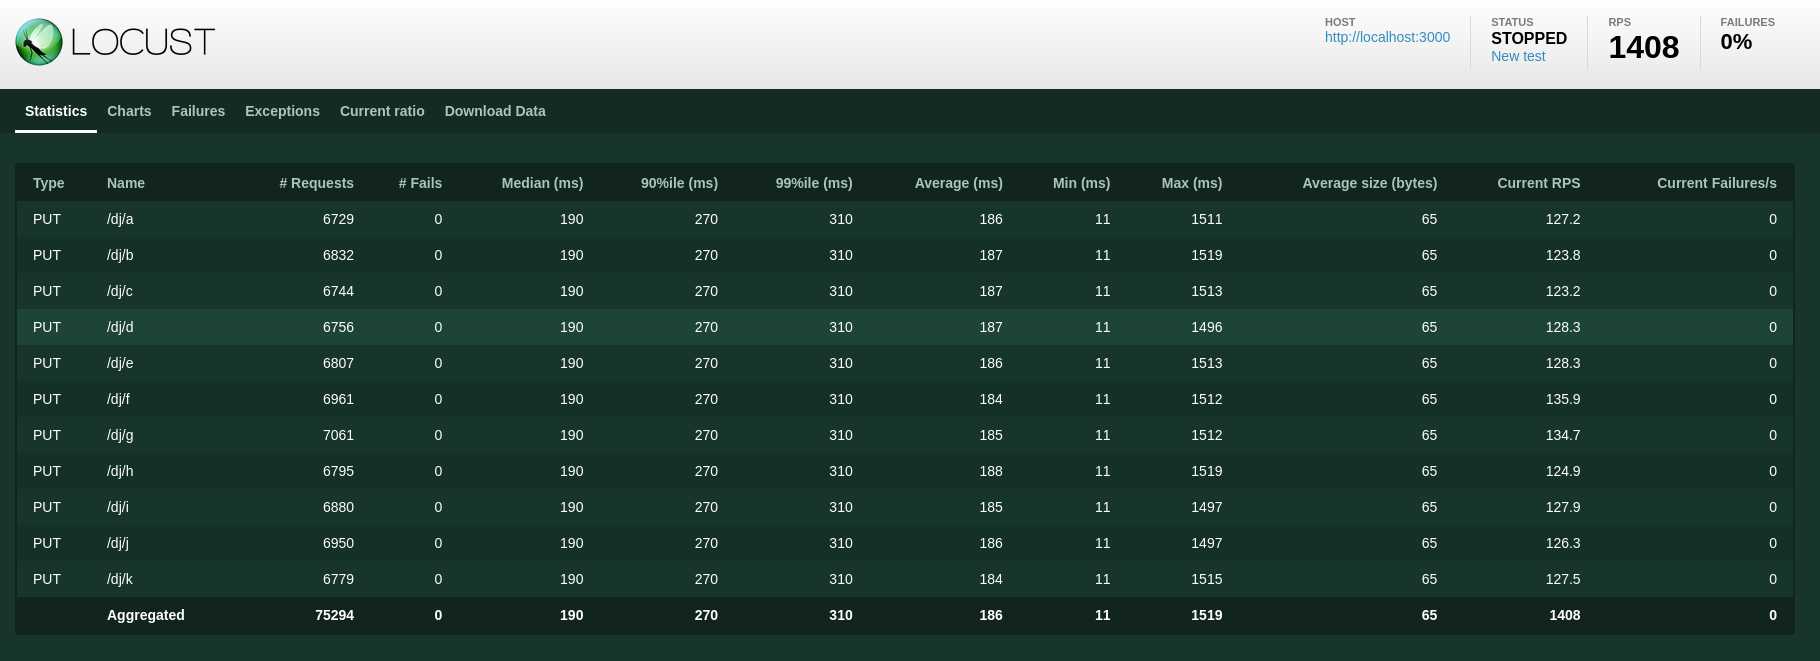 LOCUST
HOST
http://localhost:3000
STATUS
STOPPED
New test
RPS
1408
FAILURES
0%
Statistics Charts Failures Exceptions Current ratio Download Data
Type Name # Requests # Fails Median (ms) 90%ile (ms) 99%ile (ms) Average (ms) Min (ms) Max (ms) Average size (bytes) Current RPS Current Failures/s
PUT /dj/a 6729 0 190 270 310 186 11 1511 65 127.2 0
PUT /dj/b 6832 0 190 270 310 187 11 1519 65 123.8 0
PUT /dj/c 6744 0 190 270 310 187 11 1513 65 123.2 0
PUT /dj/d 6756 0 190 270 310 187 11 1496 65 128.3 0
PUT /dj/e 6807 0 190 270 310 186 11 1513 65 128.3 0
PUT /dj/f 6961 0 190 270 310 184 11 1512 65 135.9 0
PUT /dj/g 7061 0 190 270 310 185 11 1512 65 134.7 0
PUT /dj/h 6795 0 190 270 310 188 11 1519 65 124.9 0
PUT /dj/i 6880 0 190 270 310 185 11 1497 65 127.9 0
PUT /dj/j 6950 0 190 270 310 186 11 1497 65 126.3 0
PUT /dj/k 6779 0 190 270 310 184 11 1515 65 127.5 0
Aggregated 75294 0 190 270 310 186 11 1519 65 1408 0